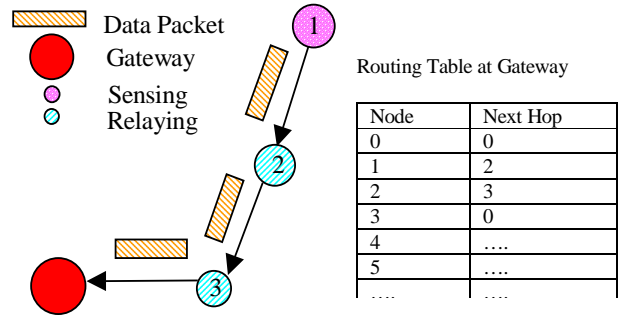 Data Packet
Gateway
Sensing
Relaying
1
2
3
Routing Table at Gateway
Node Next Hop
0 0
1 2
2 3
3 0
4 ....
5 ....
.... ....